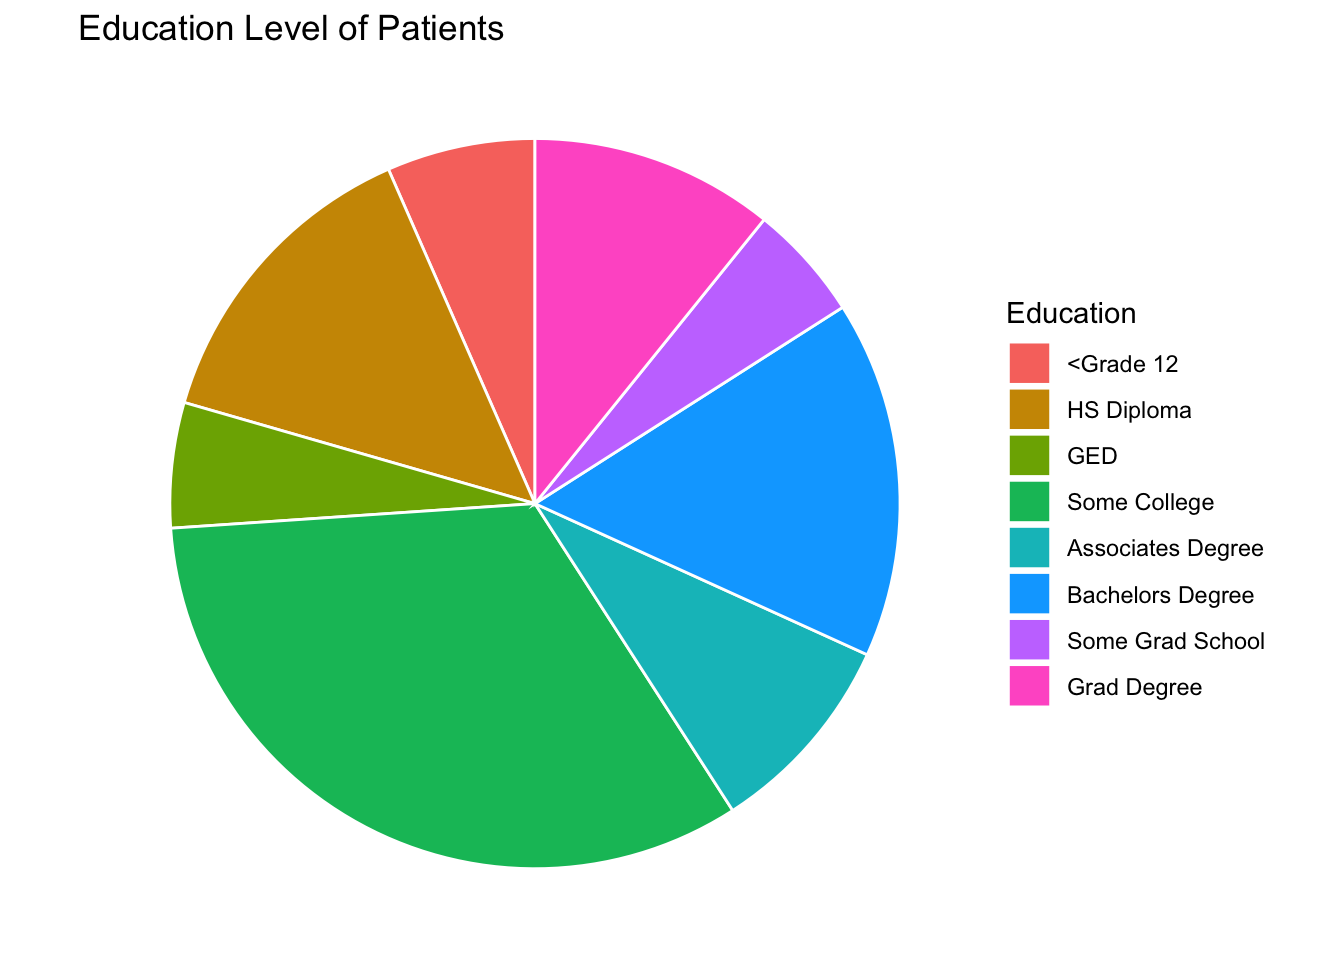 Education Level of Patients
Education
<Grade 12
HS Diploma
GED
Some College
Associates Degree
Bachelors Degree
Some Grad School
Grad Degree